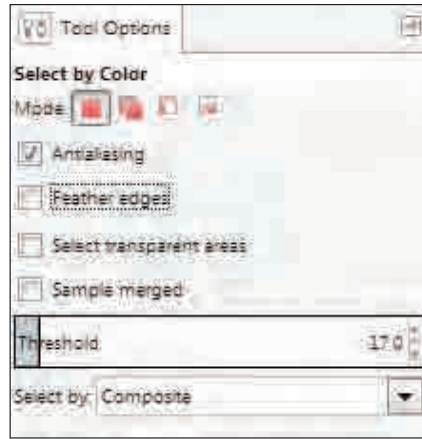 Tool Options
Select by Color
Mode:
Antialiasing
Feather edges
Select transparent areas
Sample merged
Threshold 17.0
Select by: Composite